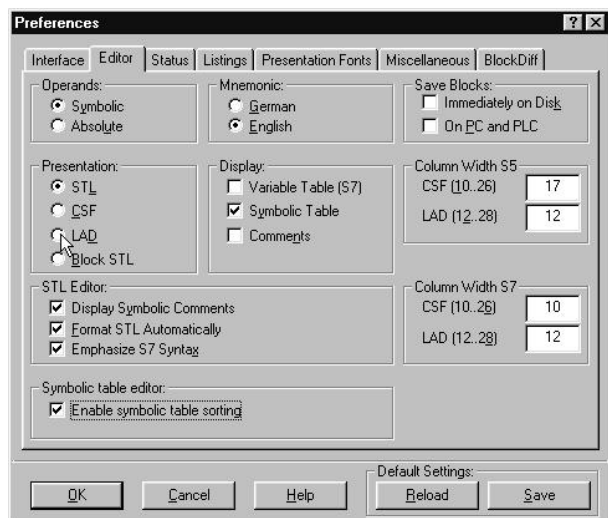 Preferences
Interface Editor Status Listings Presentation Fonts Miscellaneous BlockDiff
Operands:
Symbolic
Absolute
Mnemonic:
German
English
Save Blocks:
Immediately on Disk
On PC and PLC
Presentation:
STL
CSF
LAD
Block STL
Display:
Variable Table (S7)
Symbolic Table
Comments
Column Width S5
CSF (10..26) 17
LAD (12..28) 12
STL Editor:
Display Symbolic Comments
Format STL Automatically
Emphasize S7 Syntax
Column Width S7
CSF (10..26) 10
LAD (12..28) 12
Symbolic table editor:
Enable symbolic table sorting
Default Settings:
OK Cancel Help Reload Save